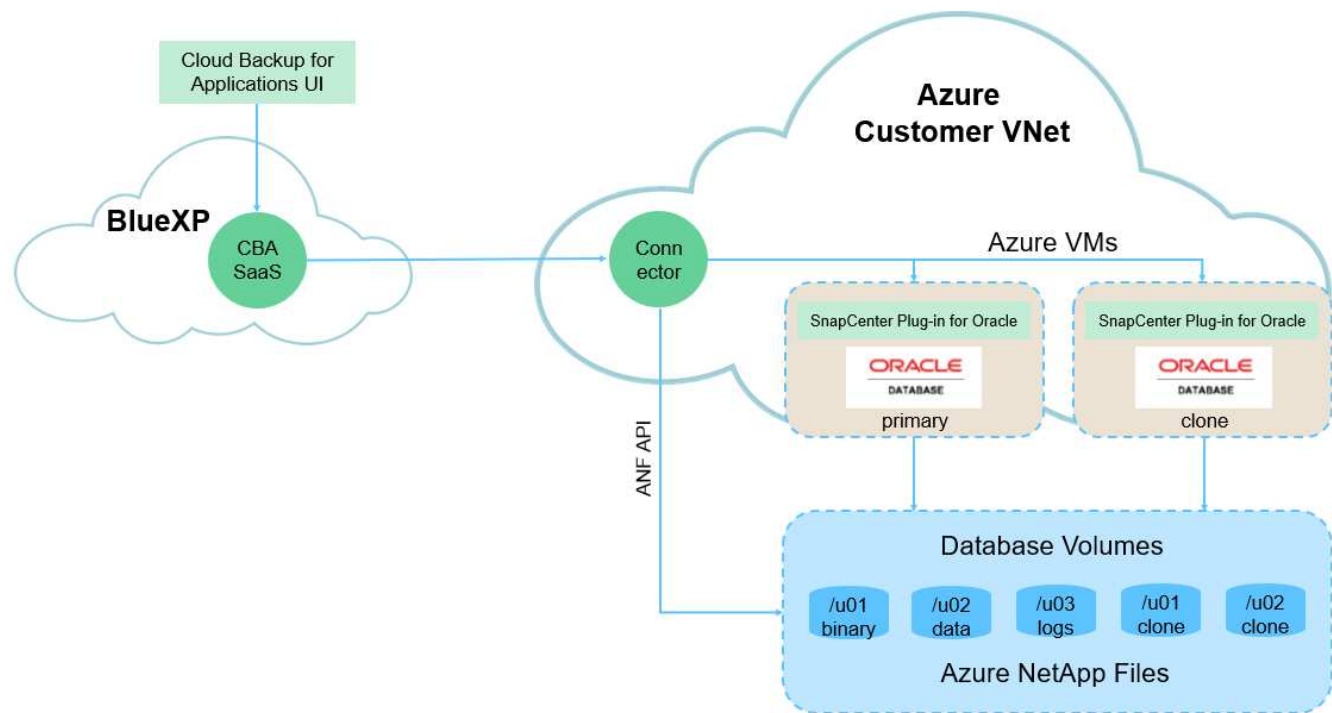 Cloud Backup for
Applications UI
BlueXP
CBA
SaaS
Azure
Customer VNet
Conn
ector
Azure VMs
SnapCenter Plug-in for Oracle
ORACLE
DATABASE
primary
SnapCenter Plug-in for Oracle
ORACLE
DATABASE
clone
ANF API
Database Volumes
/u01
binary
/u02
data
/u03
logs
/u01
clone
/u02
clone
Azure NetApp Files